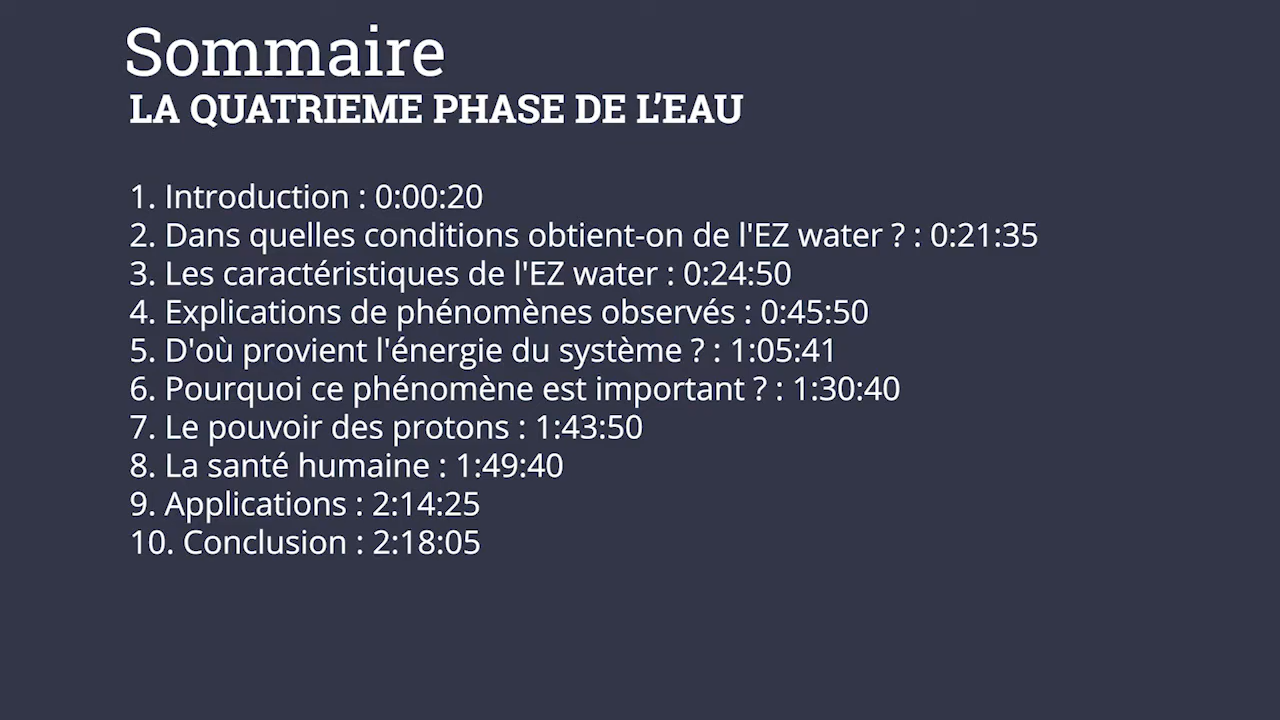 Sommaire
LA QUATRIEME PHASE DE L’EAU
1. Introduction : 0:00:20
2. Dans quelles conditions obtient-on de l'EZ water ? : 0:21:35
3. Les caractéristiques de l'EZ water : 0:24:50
4. Explications de phénomènes observés : 0:45:50
5. D'où provient l'énergie du système ? : 1:05:41
6. Pourquoi ce phénomène est important ? : 1:30:40
7. Le pouvoir des protons : 1:43:50
8. La santé humaine : 1:49:40
9. Applications : 2:14:25
10. Conclusion : 2:18:05